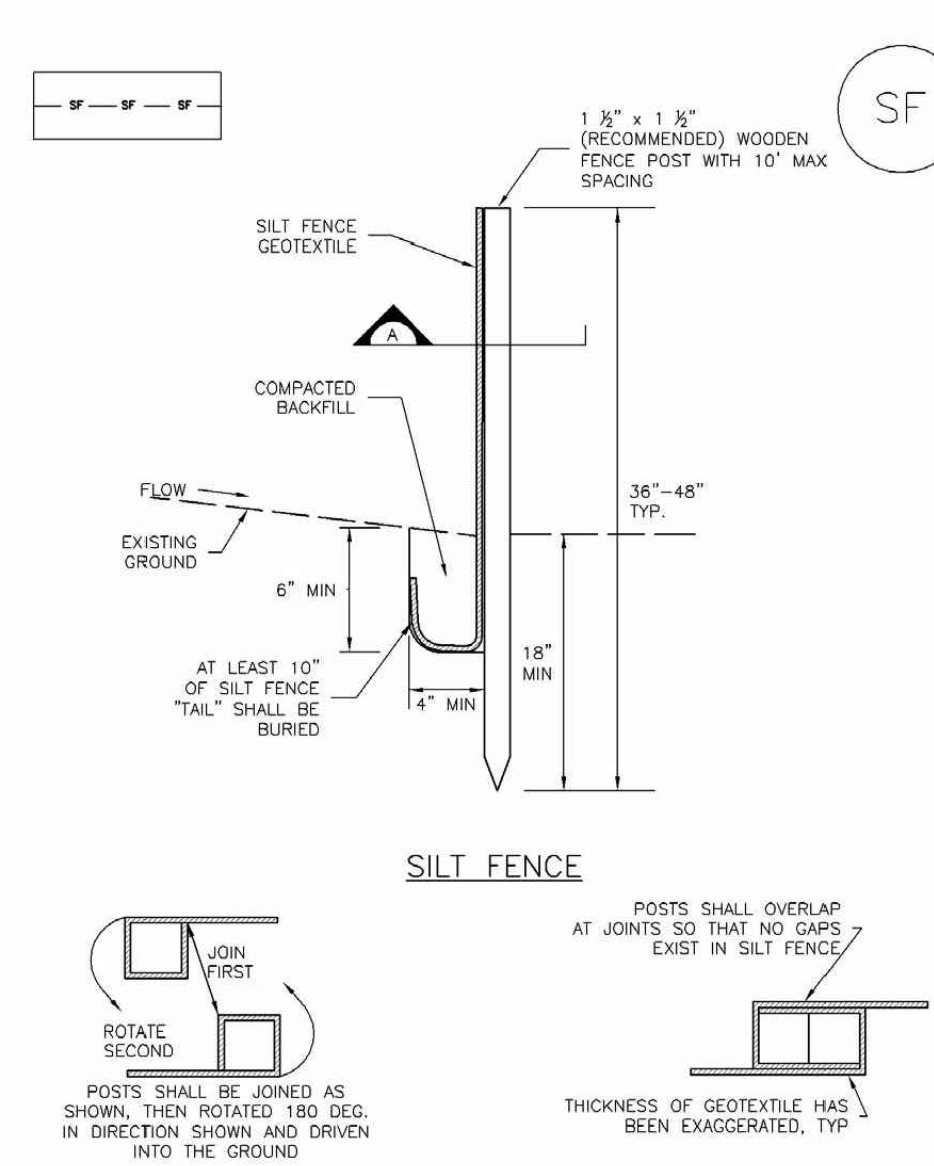 SF SF SF
SF
1 ½" x 1 ½"
(RECOMMENDED) WOODEN
FENCE POST WITH 10' MAX
SPACING
SILT FENCE
GEOTEXTILE
A
COMPACTED
BACKFILL
FLOW
36"-48"
TYP.
EXISTING
GROUND
6" MIN
18"
MIN
AT LEAST 10"
OF SILT FENCE
"TAIL" SHALL BE
BURIED
4" MIN
SILT FENCE
JOIN
FIRST
ROTATE
SECOND
POSTS SHALL BE JOINED AS
SHOWN, THEN ROTATED 180 DEG.
IN DIRECTION SHOWN AND DRIVEN
INTO THE GROUND
POSTS SHALL OVERLAP
AT JOINTS SO THAT NO GAPS
EXIST IN SILT FENCE
THICKNESS OF GEOTEXTILE HAS
BEEN EXAGGERATED, TYP